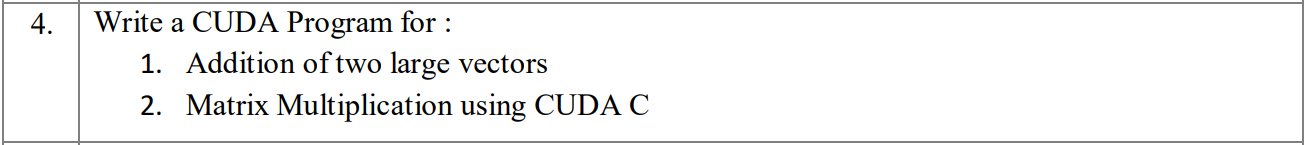 4. Write a CUDA Program for :
1. Addition of two large vectors
2. Matrix Multiplication using CUDA C